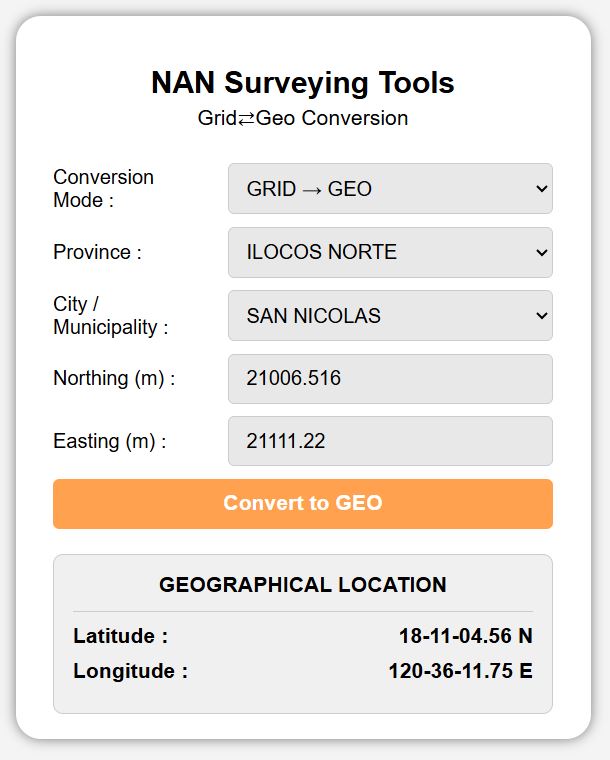 NAN Surveying Tools
Grid⇄Geo Conversion
Conversion
Mode :
GRID → GEO
Province :
ILOCOS NORTE
City /
Municipality :
SAN NICOLAS
Northing (m) :
21006.516
Easting (m) :
21111.22
Convert to GEO
GEOGRAPHICAL LOCATION
Latitude : 18-11-04.56 N
Longitude : 120-36-11.75 E